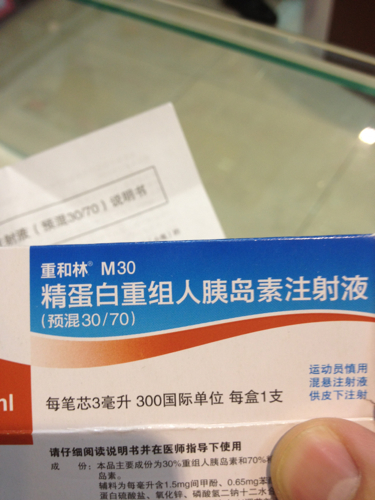 射液（预混30/70）说明书
重和林® M30
精蛋白重组人胰岛素注射液
(预混30/70)
运动员慎用
混悬注射液
供皮下注射
ml
每笔芯3毫升 300国际单位 每盒1支
请仔细阅读说明书并在医师指导下使用
成 份：本品主要成份为30%重组人胰岛素和70%
岛素。
辅料为每毫升含1.5mg间甲酚、0.65mg苯
蛋白硫酸盐、氧化锌、磷酸氢二钠十二水